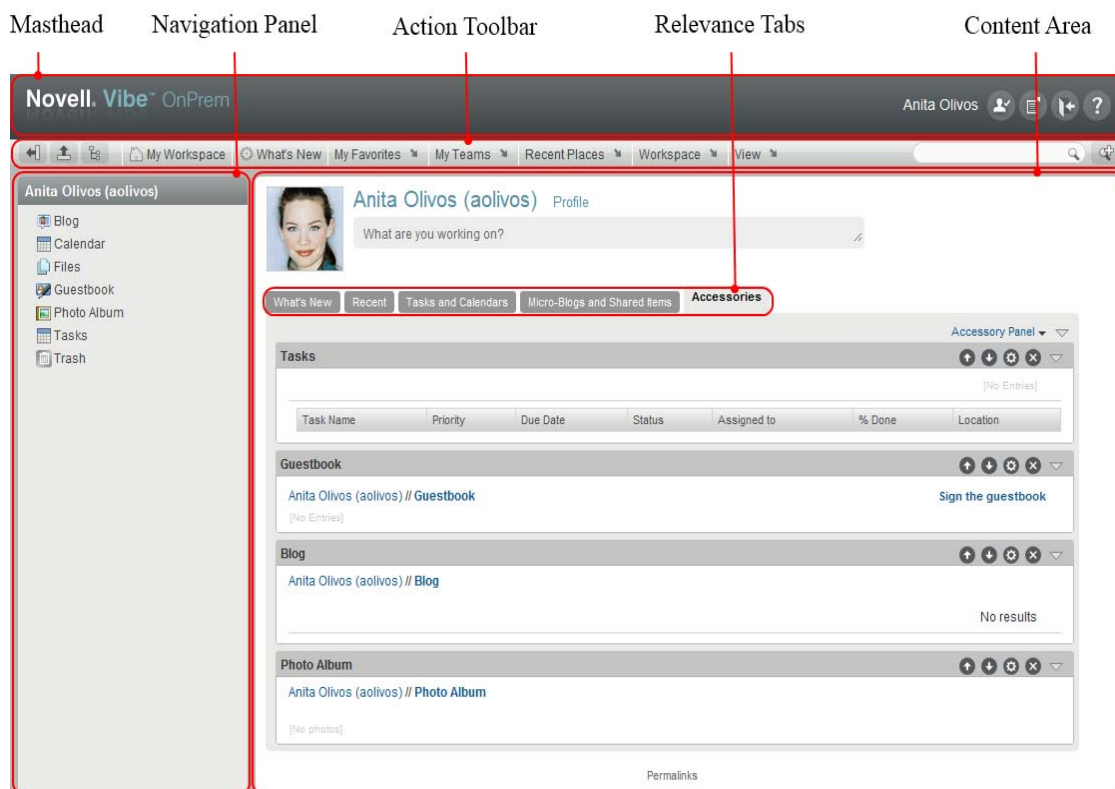 Masthead Navigation Panel Action Toolbar Relevance Tabs Content Area
Novell. Vibe™ OnPrem
Anita Olivos ?
My Workspace What's New My Favorites My Teams Recent Places Workspace View
Anita Olivos (aolivos)
Blog
Calendar
Files
Guestbook
Photo Album
Tasks
Trash
Anita Olivos (aolivos) Profile
What are you working on?
What's New Recent Tasks and Calendars Micro-Blogs and Shared Items Accessories
Accessory Panel
Tasks
[No Entries]
Task Name Priority Due Date Status Assigned to % Done Location
Guestbook
Anita Olivos (aolivos) // Guestbook Sign the guestbook
[No Entries]
Blog
Anita Olivos (aolivos) // Blog
No results
Photo Album
Anita Olivos (aolivos) // Photo Album
[No photos]
Permalinks